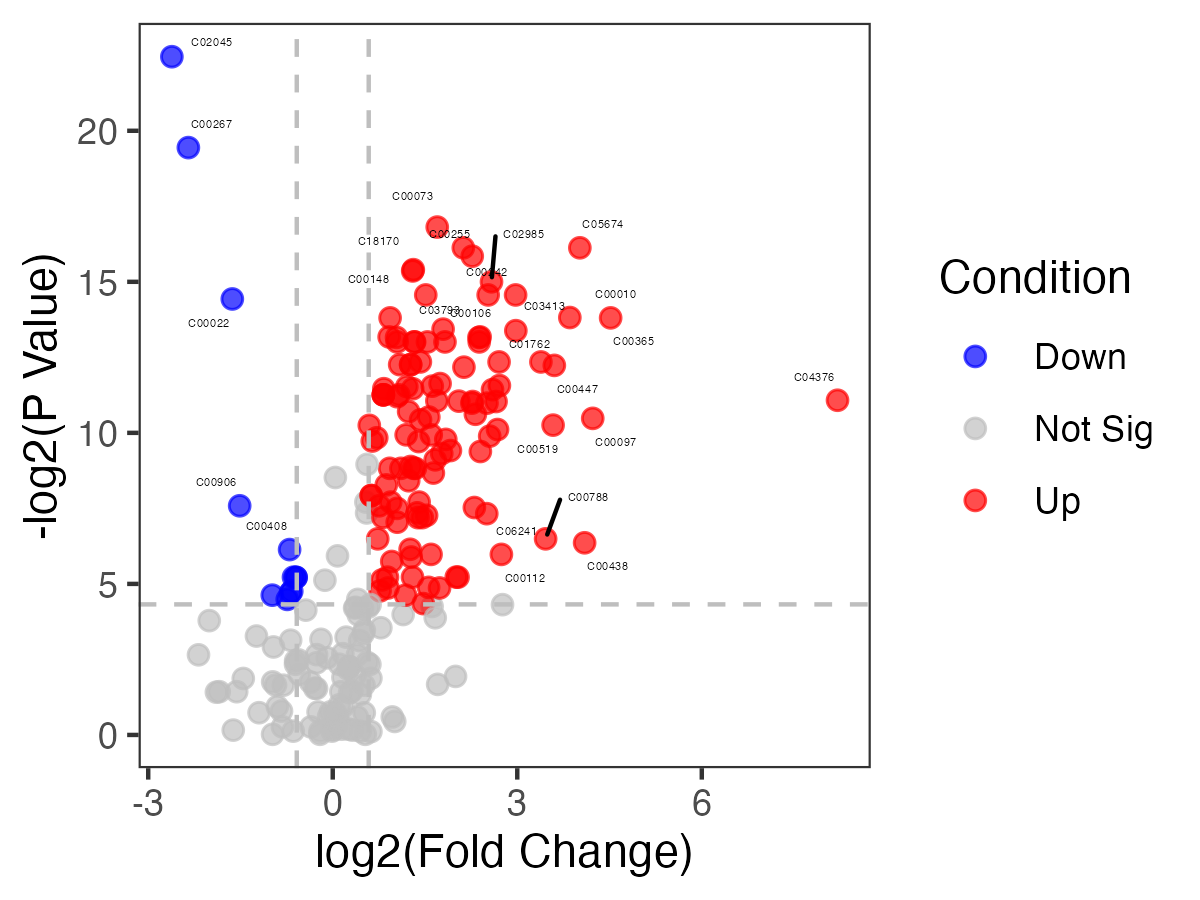 C02045
C00267
C00073
C05674
C00255
C02985
C18170
C00148
C00010
C03413
C00106
C00022
C00365
C01762
C04376
C00447
C00097
C00519
C00906
C00788
C00408
C06241
C00438
C00112
20
15
10
5
0
-3
0
3
6
-log2(P Value)
log2(Fold Change)
Condition
Down
Not Sig
Up